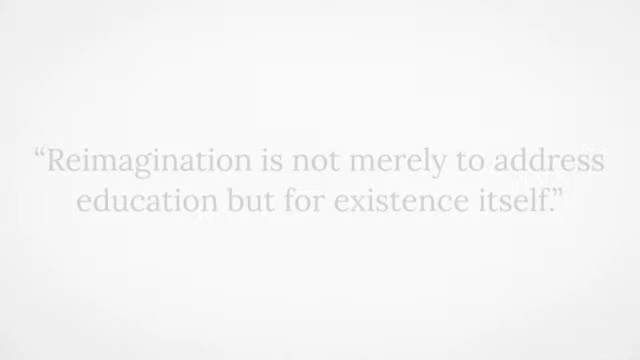 “Reimagination is not merely to address
education but for existence itself.”